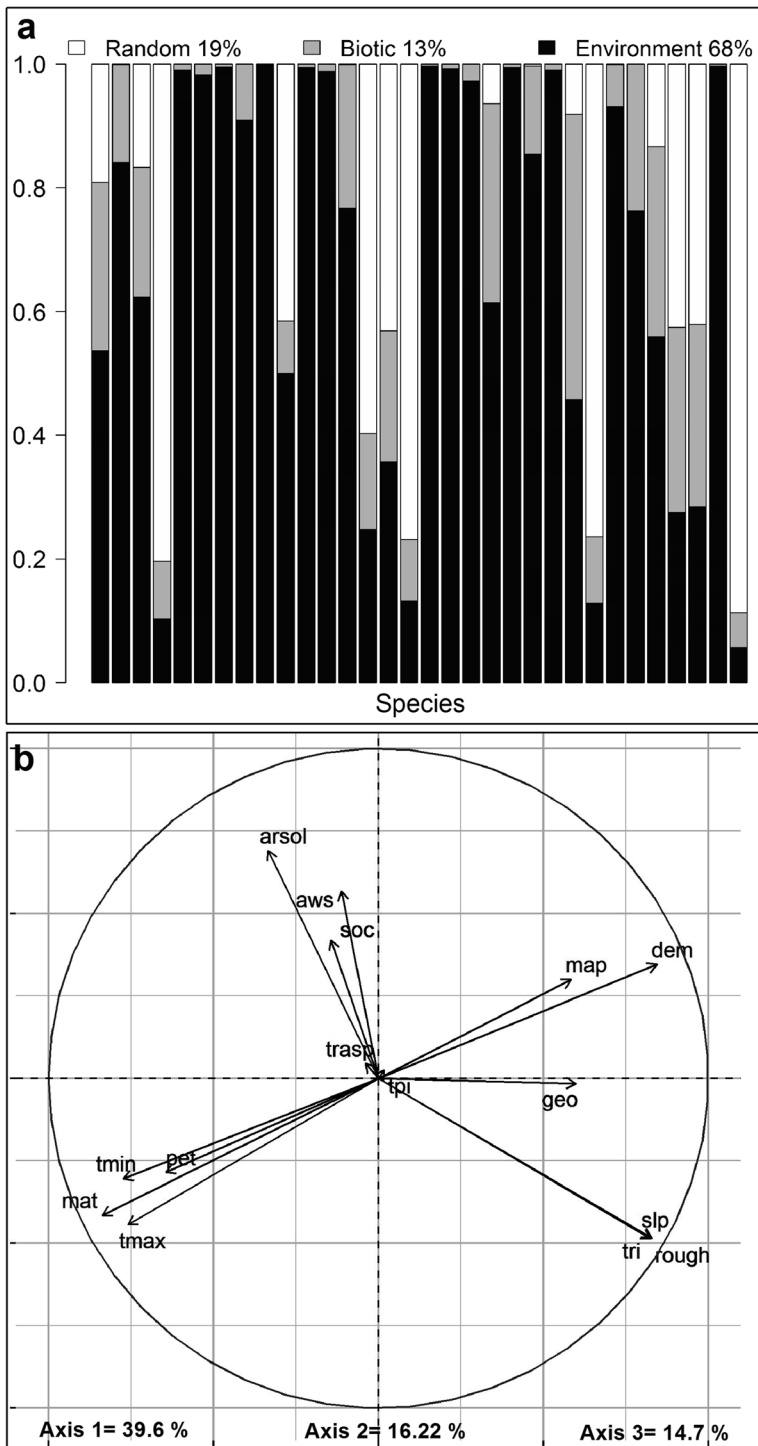 a
Random 19% Biotic 13% Environment 68%
1.0
0.8
0.6
0.4
0.2
0.0
Species
b
arsol
aws
soc
dem
map
trasp
tpi
geo
tmin
pet
mat
tmax
slp
tri
rough
Axis 1= 39.6 % Axis 2= 16.22 % Axis 3= 14.7 %